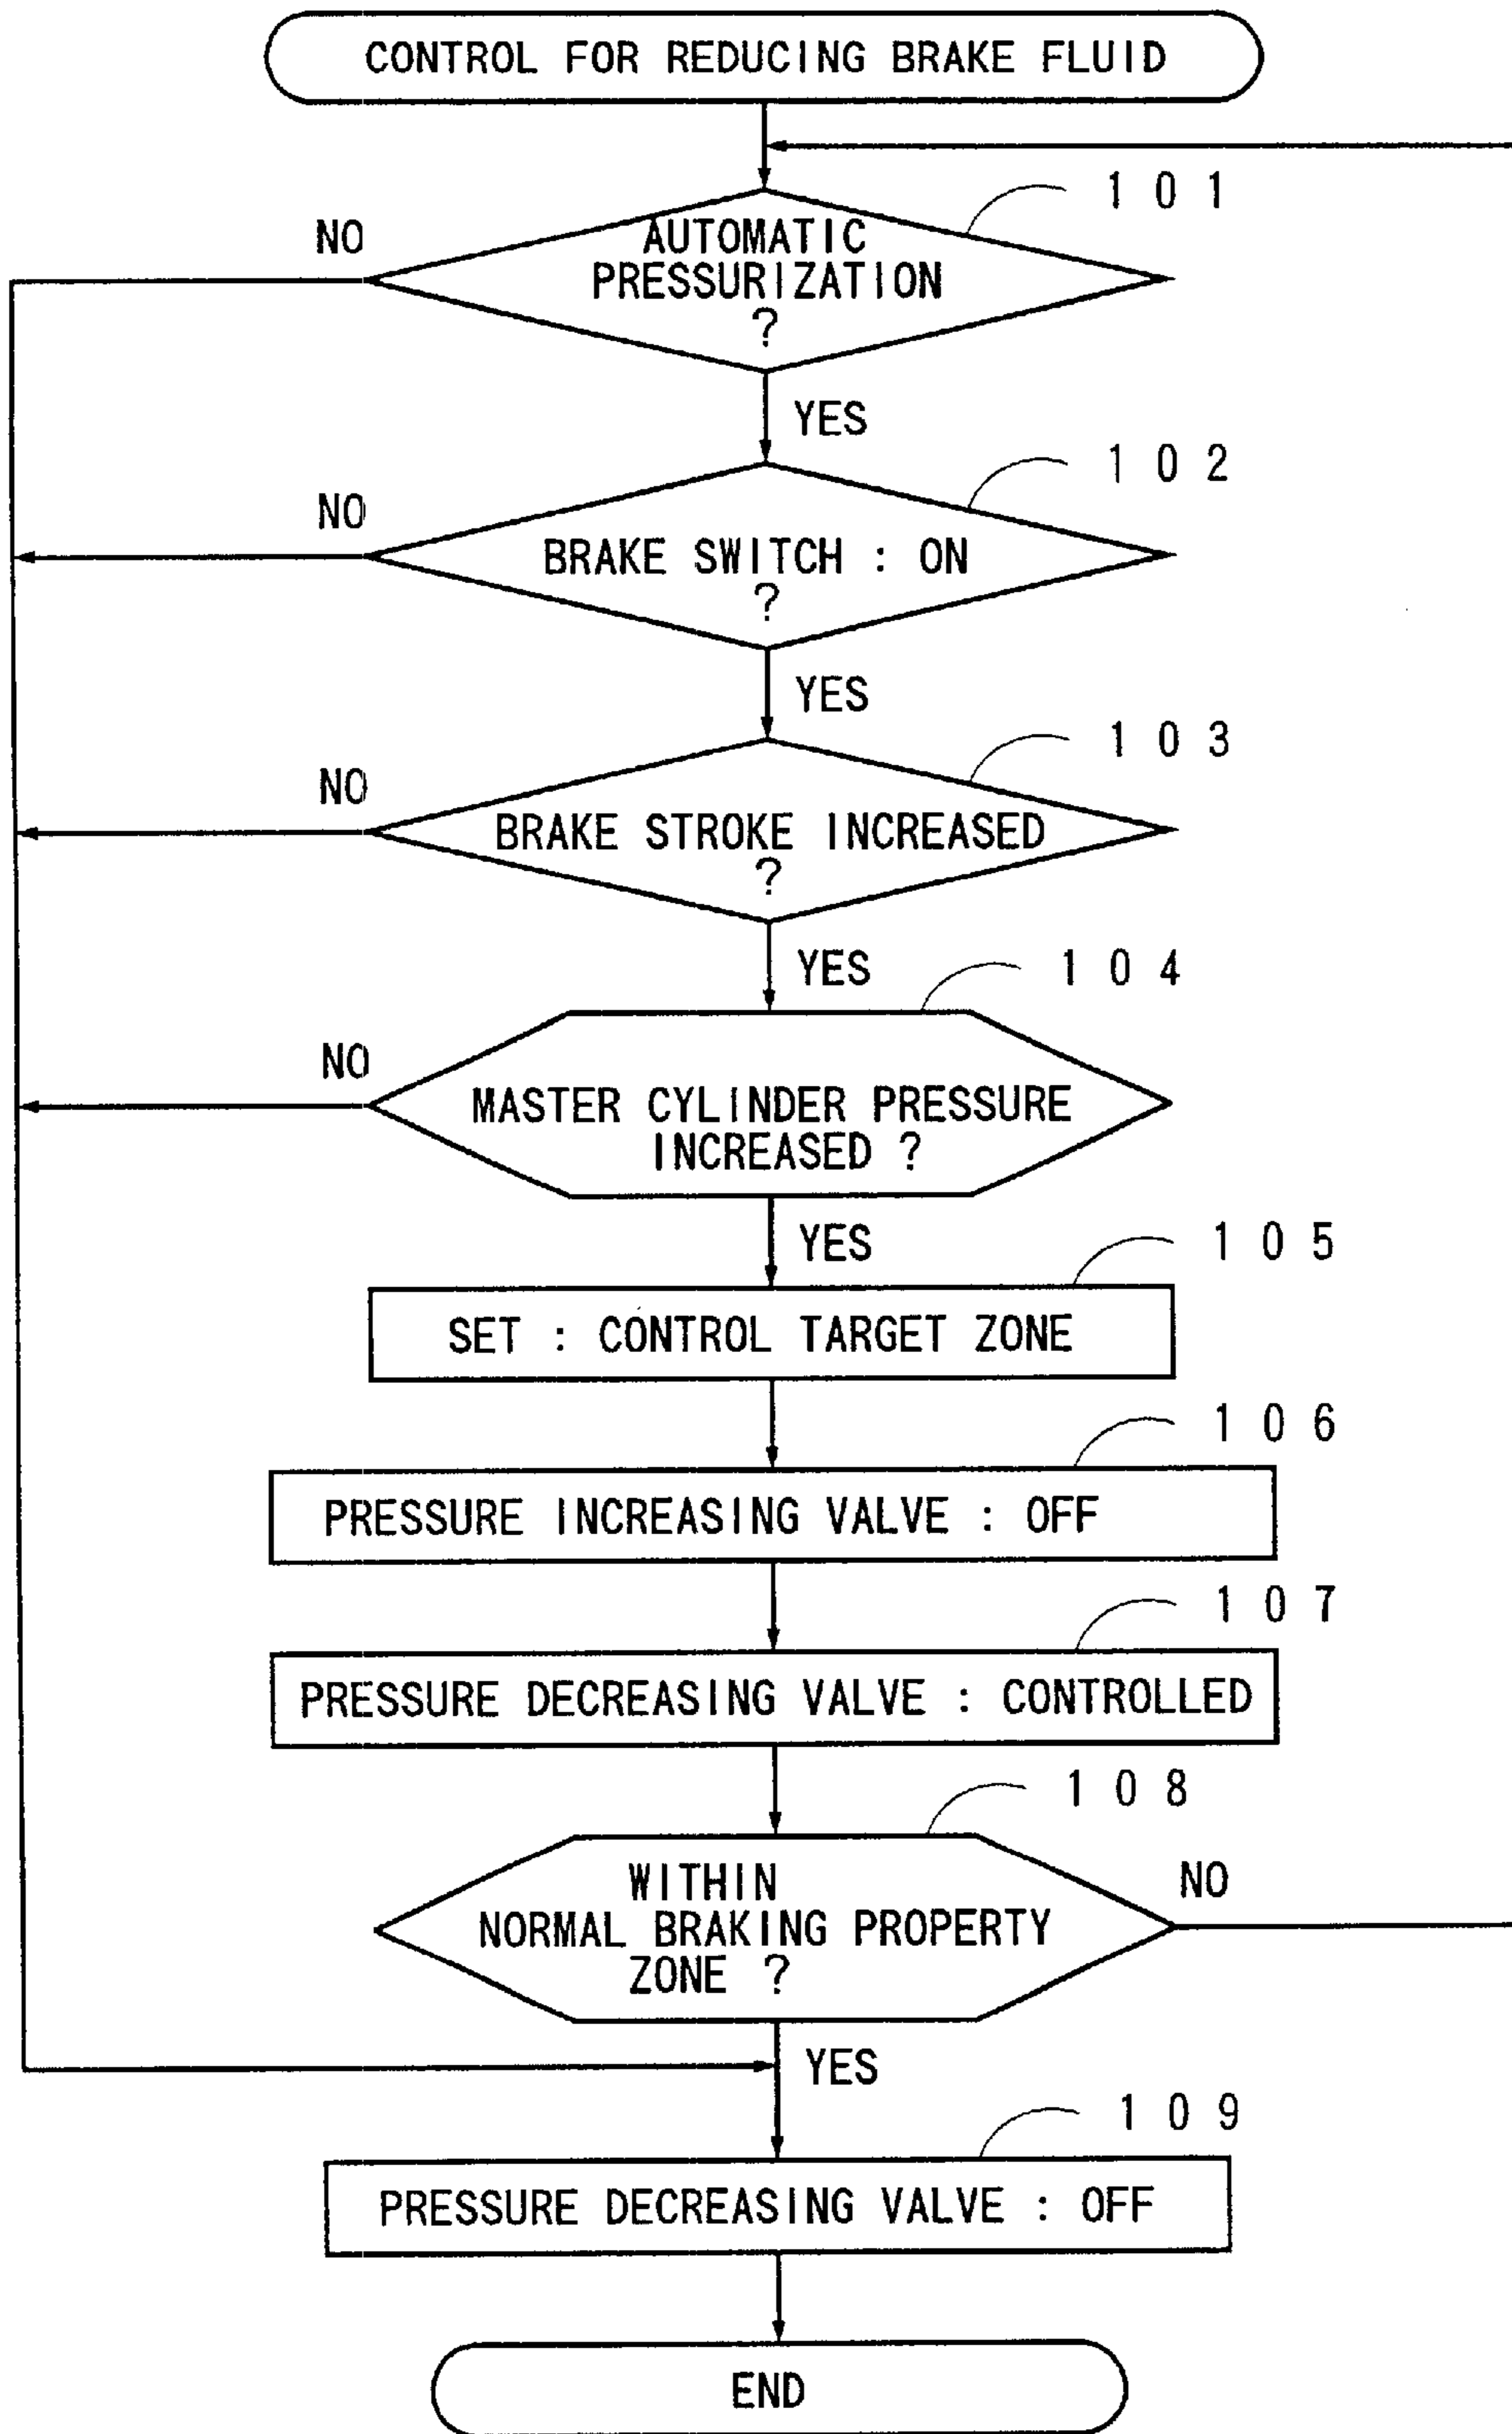 CONTROL FOR REDUCING BRAKE FLUID
101
NO
AUTOMATIC
PRESSURIZATION
?
YES
102
NO
BRAKE SWITCH : ON
?
YES
103
NO
BRAKE STROKE INCREASED
?
YES
104
NO
MASTER CYLINDER PRESSURE
INCREASED ?
YES
105
SET : CONTROL TARGET ZONE
106
PRESSURE INCREASING VALVE : OFF
107
PRESSURE DECREASING VALVE : CONTROLLED
108
WITHIN
NORMAL BRAKING PROPERTY
ZONE ?
NO
YES
109
PRESSURE DECREASING VALVE : OFF
END